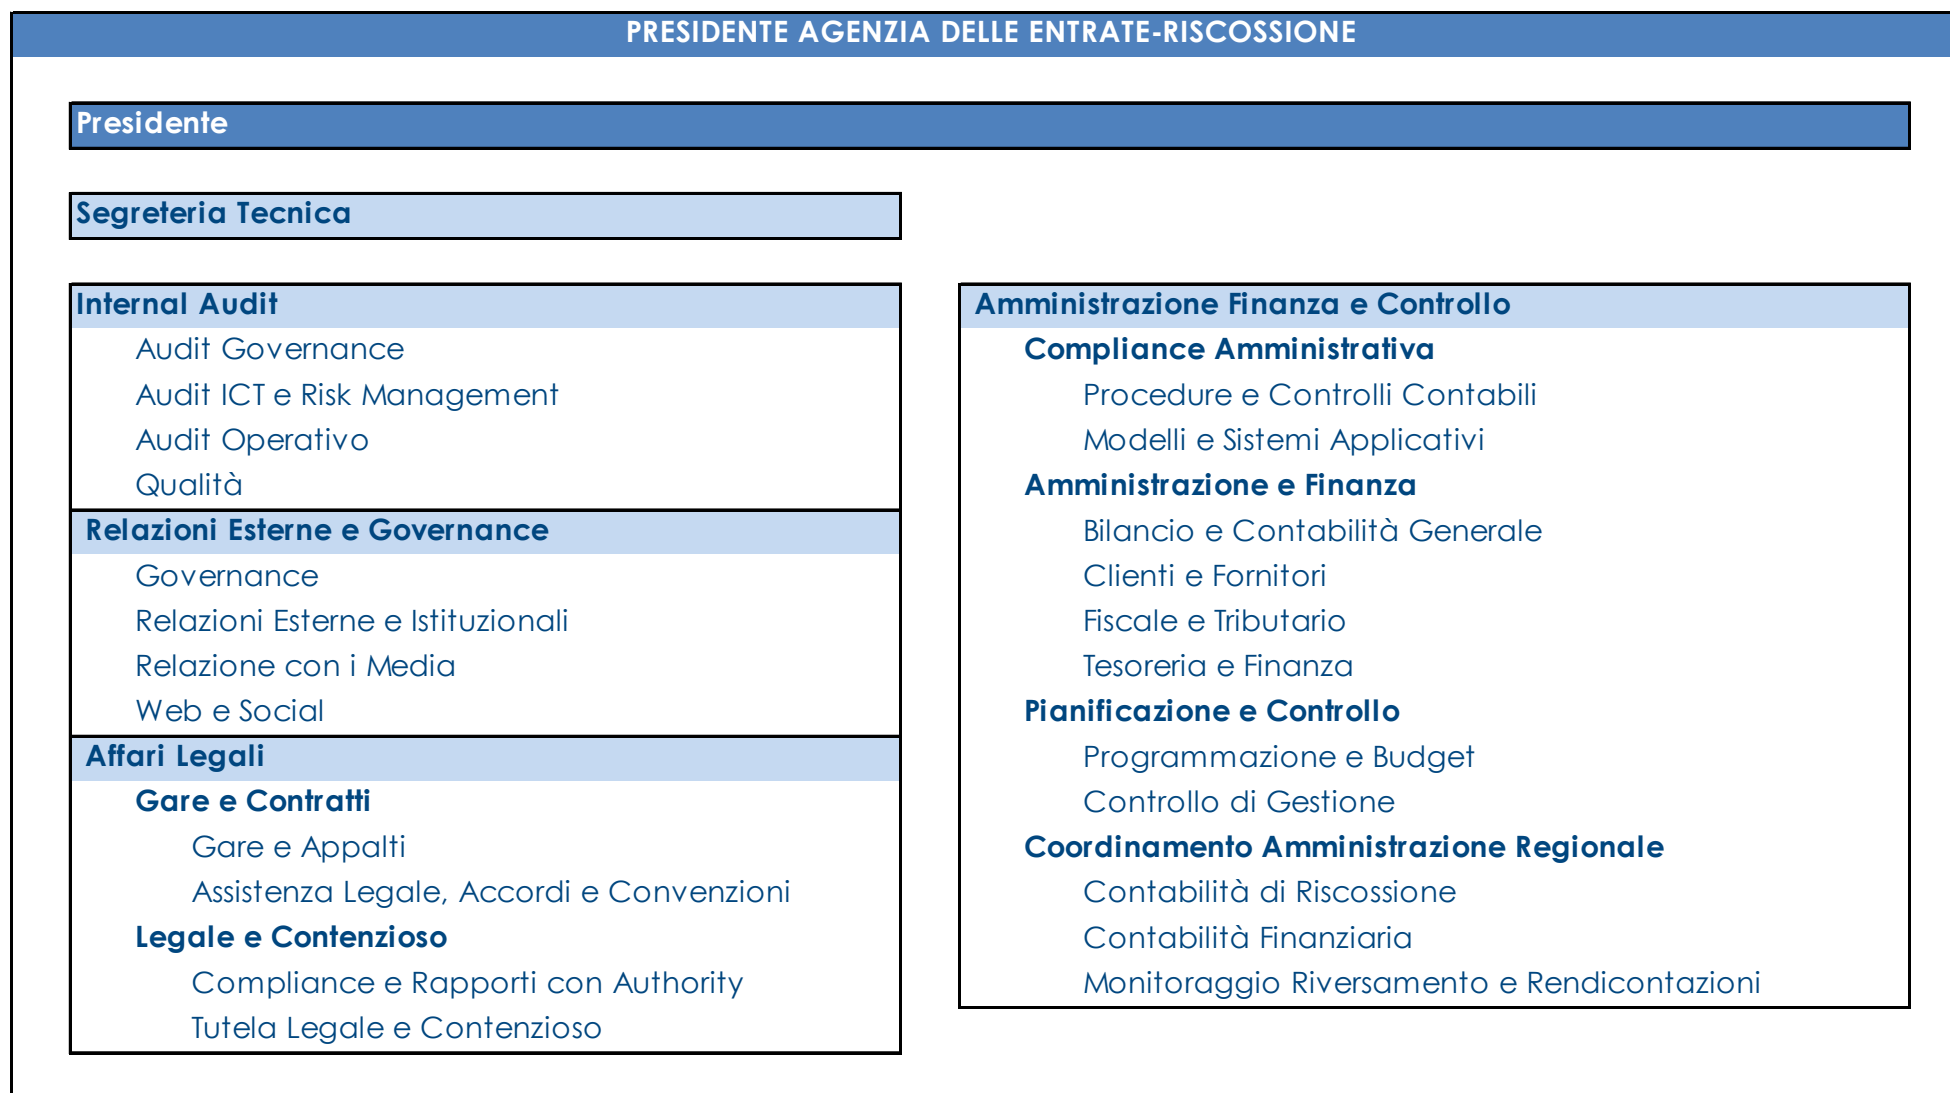 PRESIDENTE AGENZIA DELLE ENTRATE-RISCOSSIONE
Presidente
Segreteria Tecnica
Internal Audit
Audit Governance
Audit ICT e Risk Management
Audit Operativo
Qualità
Relazioni Esterne e Governance
Governance
Relazioni Esterne e Istituzionali
Relazione con i Media
Web e Social
Affari Legali
Gare e Contratti
Gare e Appalti
Assistenza Legale, Accordi e Convenzioni
Legale e Contenzioso
Compliance e Rapporti con Authority
Tutela Legale e Contenzioso
Amministrazione Finanza e Controllo
Compliance Amministrativa
Procedure e Controlli Contabili
Modelli e Sistemi Applicativi
Amministrazione e Finanza
Bilancio e Contabilità Generale
Clienti e Fornitori
Fiscale e Tributario
Tesoreria e Finanza
Pianificazione e Controllo
Programmazione e Budget
Controllo di Gestione
Coordinamento Amministrazione Regionale
Contabilità di Riscossione
Contabilità Finanziaria
Monitoraggio Riversamento e Rendicontazioni